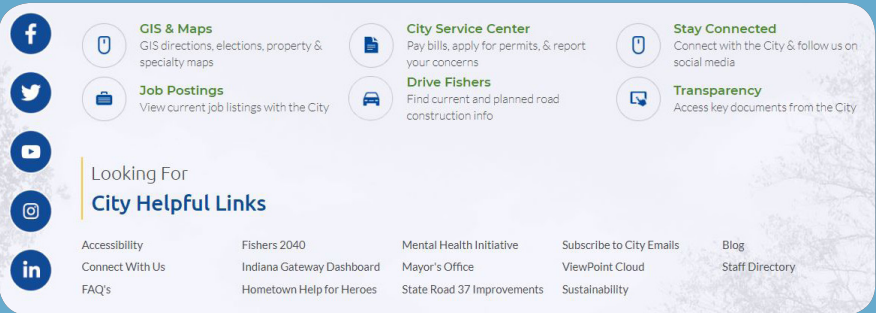 GIS & Maps
GIS directions, elections, property &
specialty maps
City Service Center
Pay bills, apply for permits, & report
your concerns
Stay Connected
Connect with the City & follow us on
social media
Job Postings
View current job listings with the City
Drive Fishers
Find current and planned road
construction info
Transparency
Access key documents from the City
Looking For
City Helpful Links
Accessibility
Fishers 2040
Mental Health Initiative
Subscribe to City Emails
Blog
Connect With Us
Indiana Gateway Dashboard
Mayor's Office
ViewPoint Cloud
Staff Directory
FAQ's
Hometown Help for Heroes
State Road 37 Improvements
Sustainability